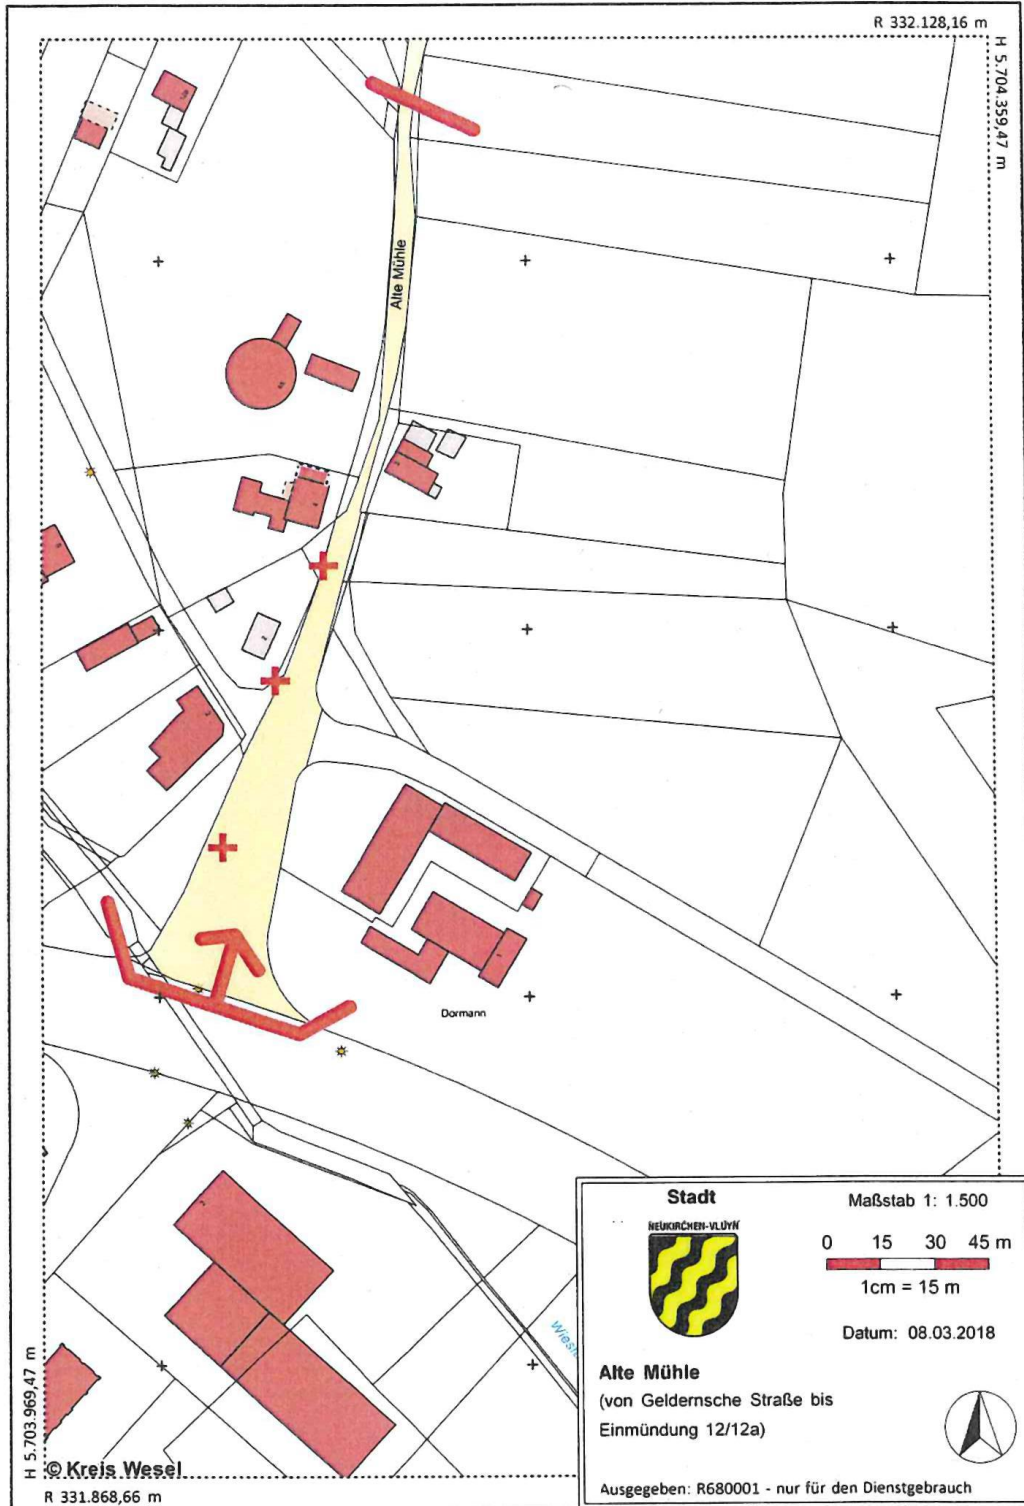 R 332.128,16 m
H 5.704.359,47 m
Alte Mühle
Dormann
Stadt
NEUKIRCHEN-VLUYN
Maßstab 1: 1.500
0 15 30 45 m
1cm = 15 m
Datum: 08.03.2018
Alte Mühle
(von Geldernsche Straße bis
Einmündung 12/12a)
Ausgegeben: R680001 - nur für den Dienstgebrauch
H 5.703.969,47 m
© Kreis Wesel
R 331.868,66 m